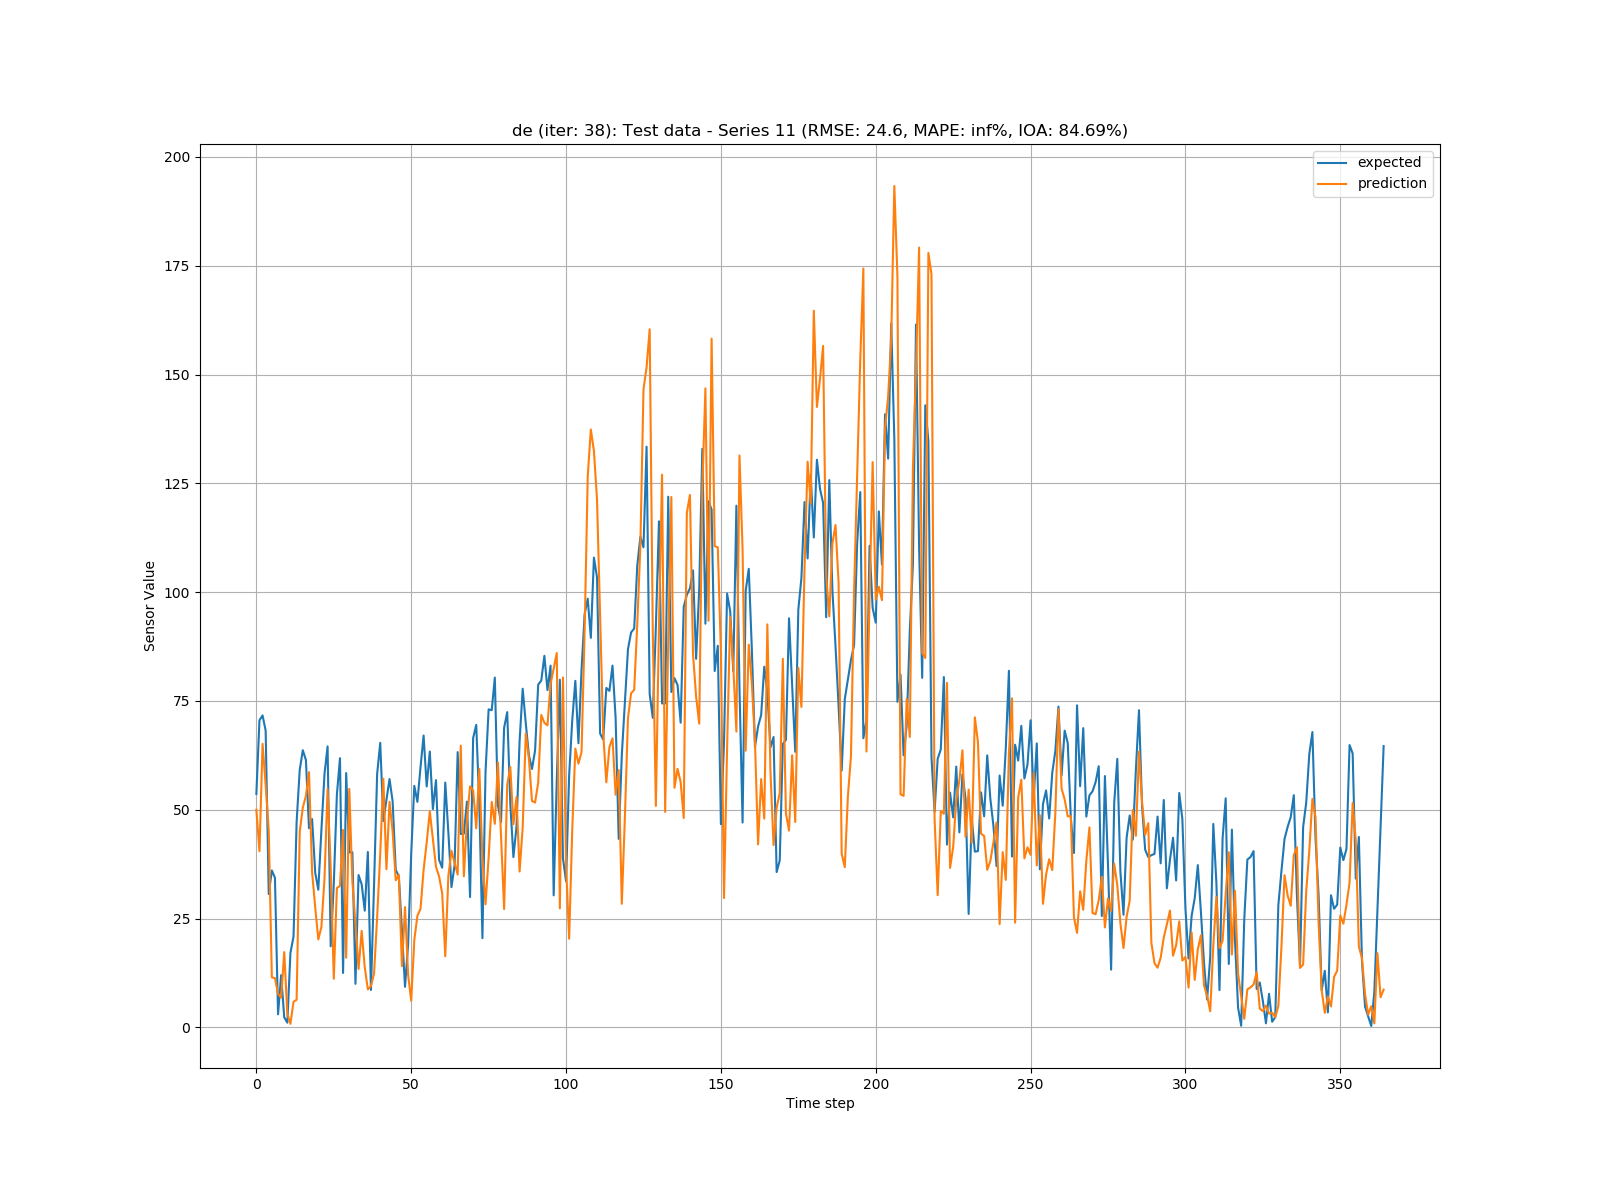 de (iter: 38): Test data - Series 11 (RMSE: 24.6, MAPE: inf%, IOA: 84.69%)
expected
prediction
200
175
150
125
100
75
50
25
0
Sensor Value
0 50 100 150 200 250 300 350
Time step